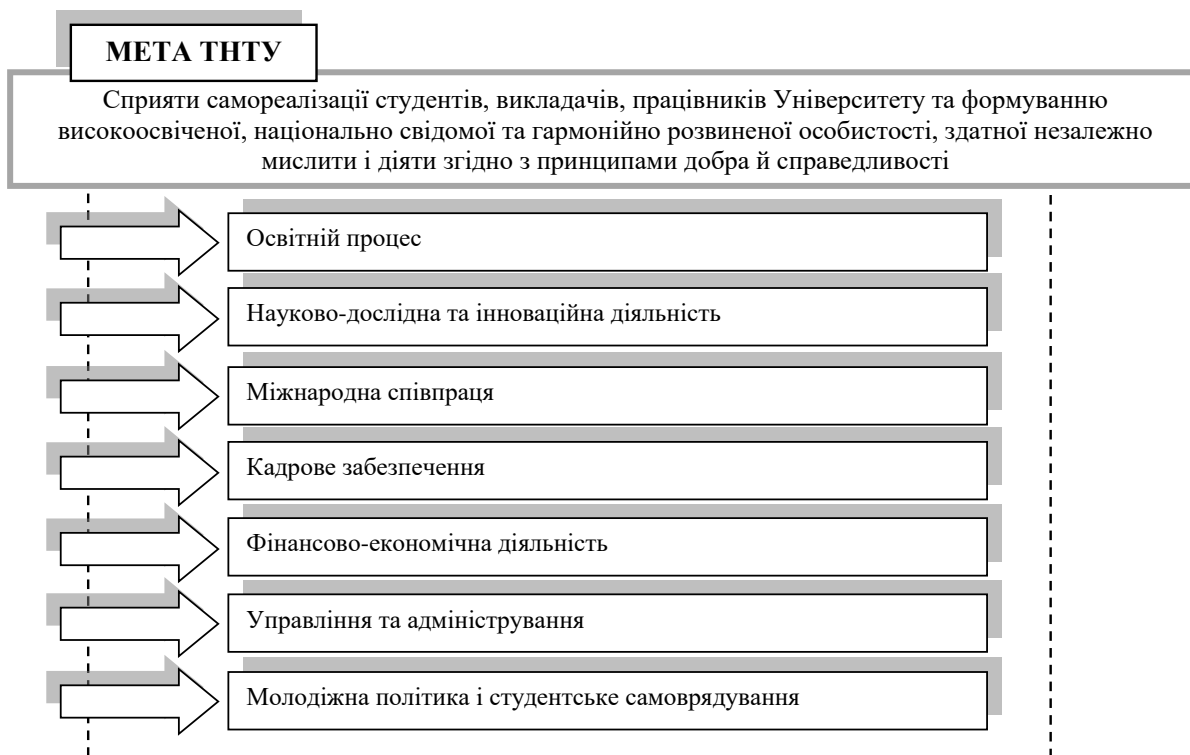 МЕТА ТНТУ
Сприяти самореалізації студентів, викладачів, працівників Університету та формуванню
високоосвіченої, національно свідомої та гармонійно розвиненої особистості, здатної незалежно
мислити і діяти згідно з принципами добра й справедливості
Освітній процес
Науково-дослідна та інноваційна діяльність
Міжнародна співпраця
Кадрове забезпечення
Фінансово-економічна діяльність
Управління та адміністрування
Молодіжна політика і студентське самоврядування